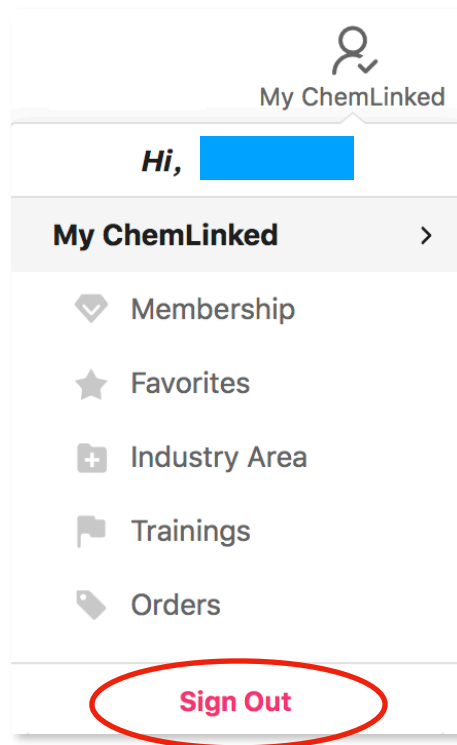 My ChemLinked
Hi,
My ChemLinked
Membership
Favorites
Industry Area
Trainings
Orders
Sign Out